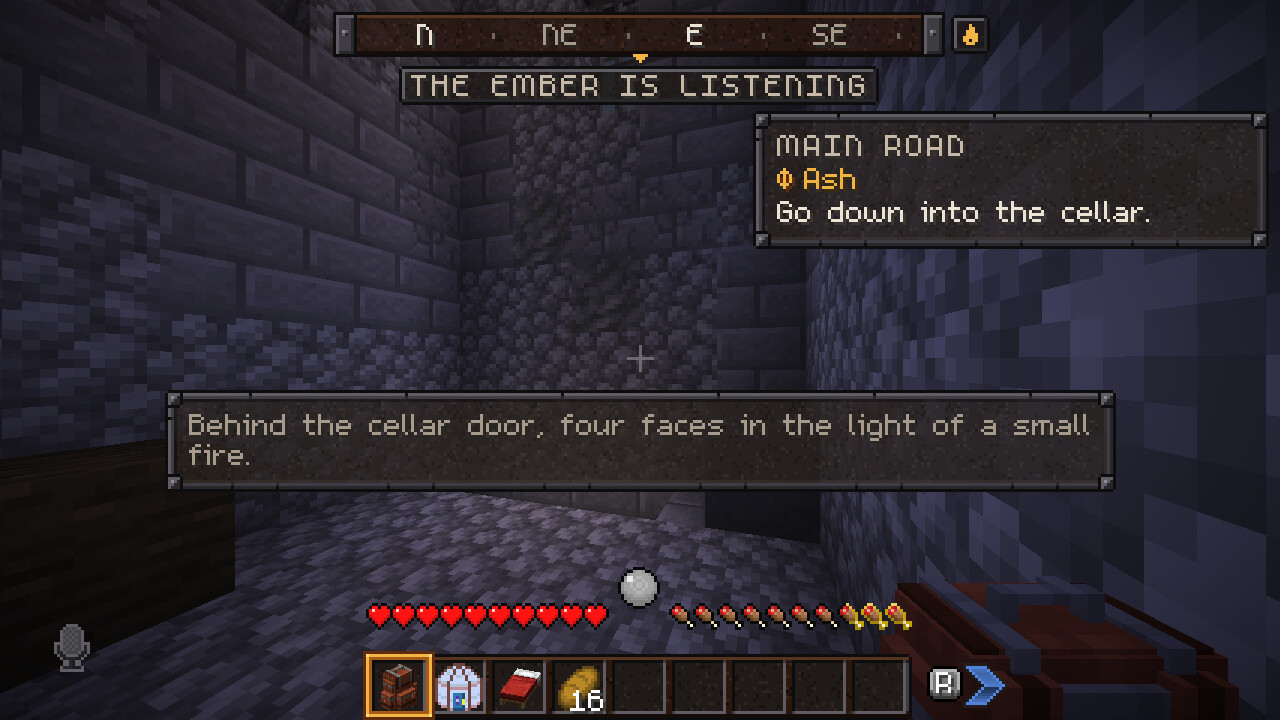 N · NE · E · SE ·
THE EMBER IS LISTENING
MAIN ROAD
Ash
Go down into the cellar.
Behind the cellar door, four faces in the light of a small
fire.
16
R